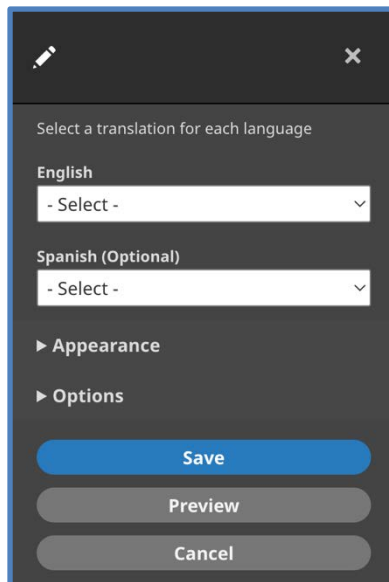 Select a translation for each language
English
- Select -
Spanish (Optional)
- Select -
Appearance
Options
Save
Preview
Cancel